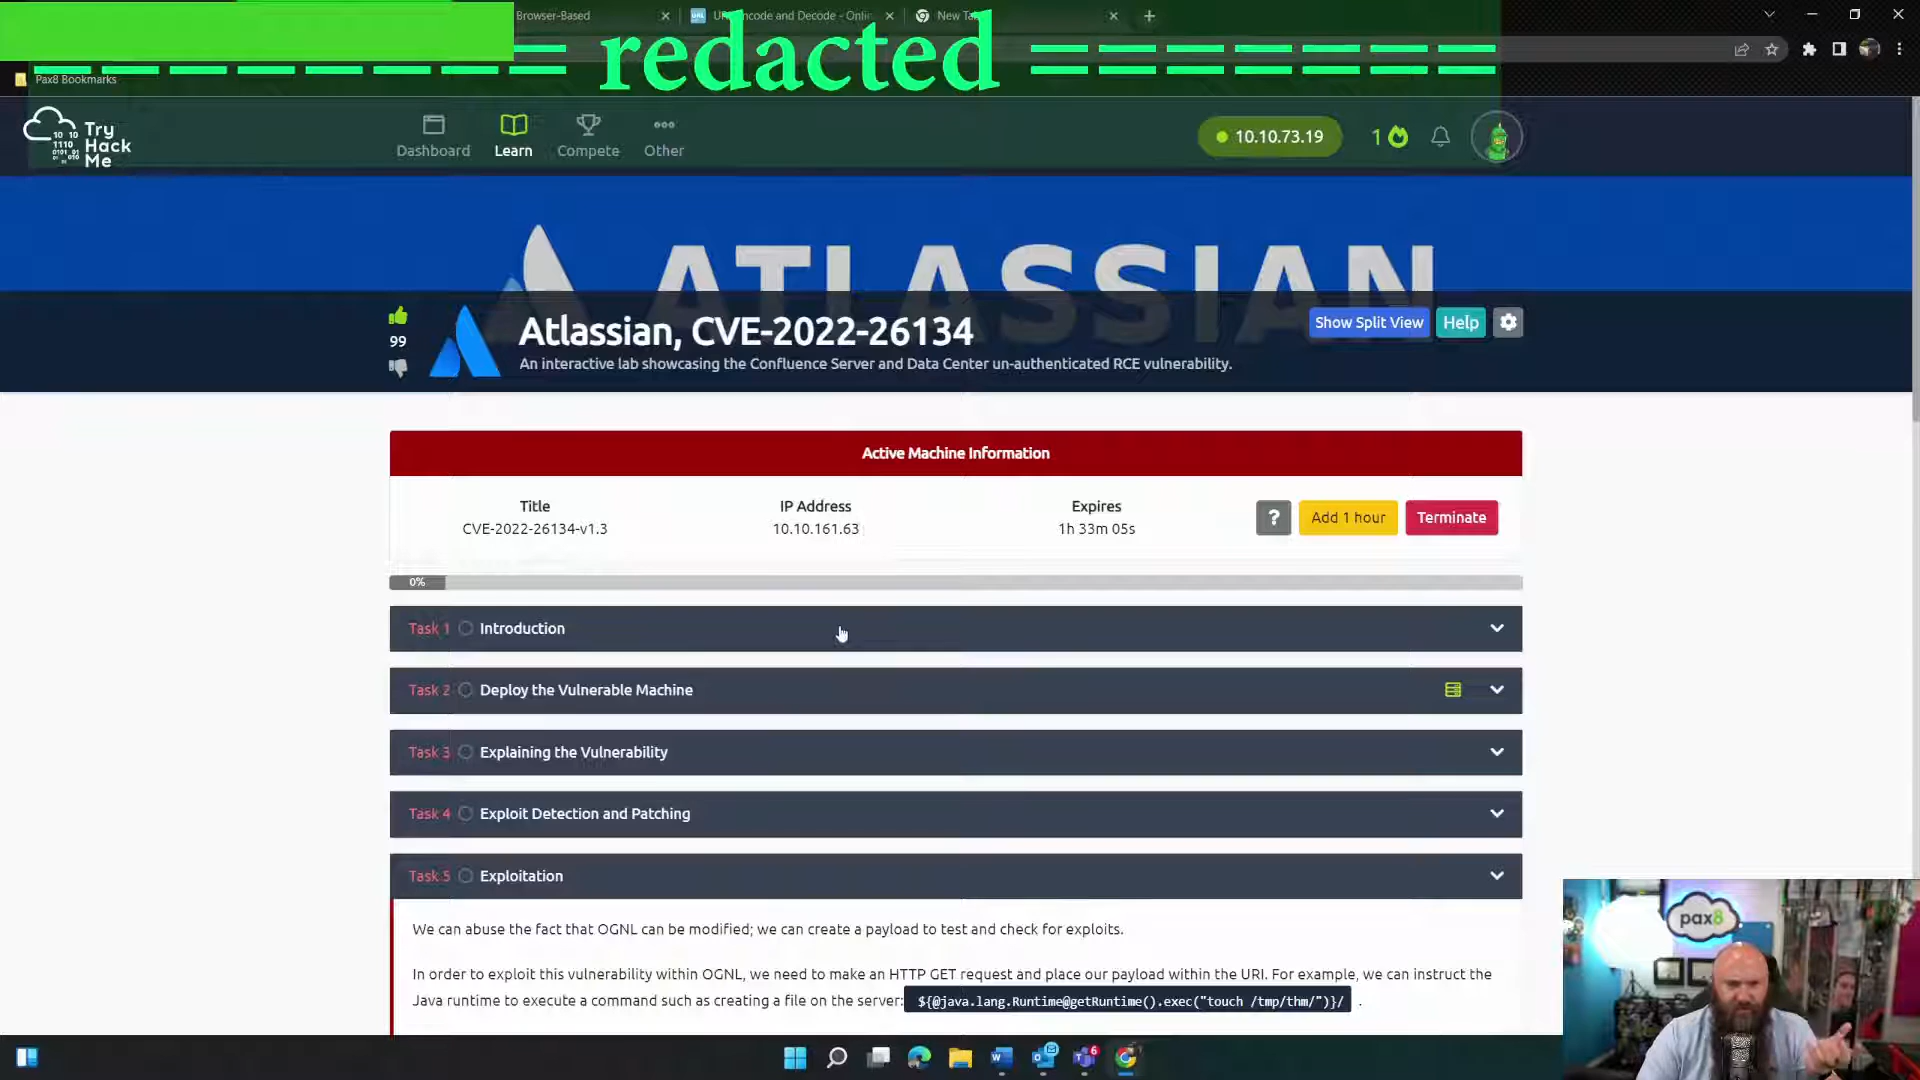 Browser-Based
URL Encode and Decode - Onli
New Ta
======= redacted =======
Pax8 Bookmarks
Try Hack Me
Dashboard
Learn
Compete
Other
10.10.73.19
1
ATLASSIAN
99
Atlassian, CVE-2022-26134
An interactive lab showcasing the Confluence Server and Data Center un-authenticated RCE vulnerability.
Show Split View
Help
Active Machine Information
Title
IP Address
Expires
CVE-2022-26134-v1.3
10.10.161.63
1h 33m 05s
?
Add 1 hour
Terminate
0%
Task 1 Introduction
Task 2 Deploy the Vulnerable Machine
Task 3 Explaining the Vulnerability
Task 4 Exploit Detection and Patching
Task 5 Exploitation
We can abuse the fact that OGNL can be modified; we can create a payload to test and check for exploits.
In order to exploit this vulnerability within OGNL, we need to make an HTTP GET request and place our payload within the URI. For example, we can instruct the
Java runtime to execute a command such as creating a file on the server: ${@java.lang.Runtime@getRuntime().exec("touch /tmp/thm/")}/ .
pax8
6